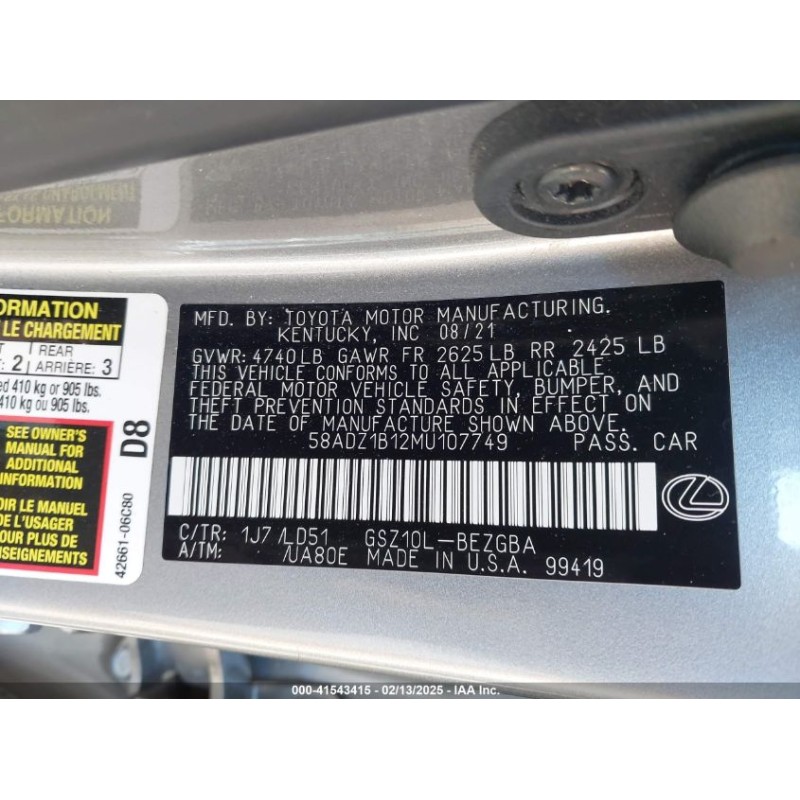 ORMATION
LE CHARGEMENT
REAR
2 ARRIÈRE: 3
ed 410 kg or 905 lbs.
410 kg ou 905 lbs.
SEE OWNER'S
MANUAL FOR
ADDITIONAL
INFORMATION
OIR LE MANUEL
DE L'USAGER
OUR PLUS DE
ENSEIGNEMENTS
D8
42661-06C80
MFD. BY: TOYOTA MOTOR MANUFACTURING.
KENTUCKY, INC 08/21
GVWR: 4740LB GAWR FR 2625LB RR 2425 LB
THIS VEHICLE CONFORMS TO ALL APPLICABLE
FEDERAL MOTOR VEHICLE SAFETY, BUMPER, AND
THEFT PREVENTION STANDARDS IN EFFECT ON
THE DATE OF MANUFACTURE SHOWN ABOVE.
58ADZ1B12MU107749 PASS. CAR
C/TR: 1J7 /LD51 GSZ10L-BEZGBA
A/TM: /UA80E MADE IN U.S.A. 99419
000-41543415 - 02/13/2025 - IAA Inc.